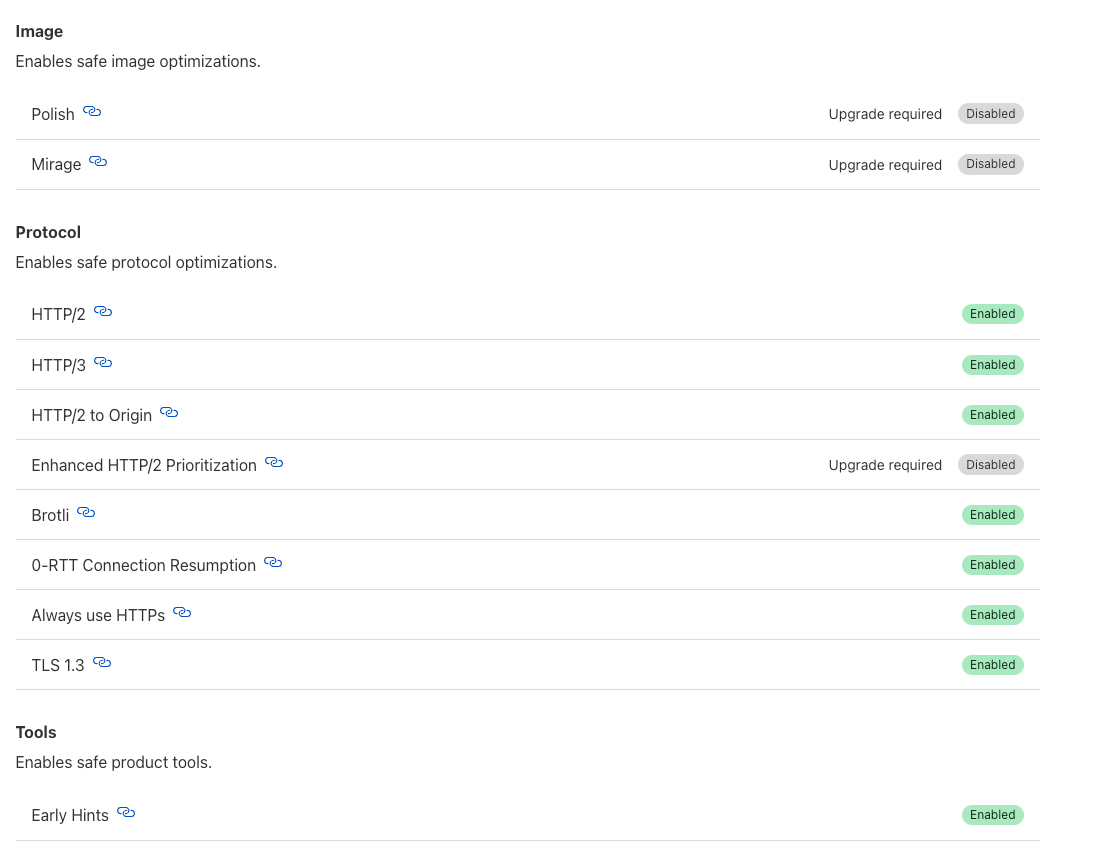 Image
Enables safe image optimizations.
Polish Upgrade required Disabled
Mirage Upgrade required Disabled
Protocol
Enables safe protocol optimizations.
HTTP/2 Enabled
HTTP/3 Enabled
HTTP/2 to Origin Enabled
Enhanced HTTP/2 Prioritization Upgrade required Disabled
Brotli Enabled
0-RTT Connection Resumption Enabled
Always use HTTPs Enabled
TLS 1.3 Enabled
Tools
Enables safe product tools.
Early Hints Enabled